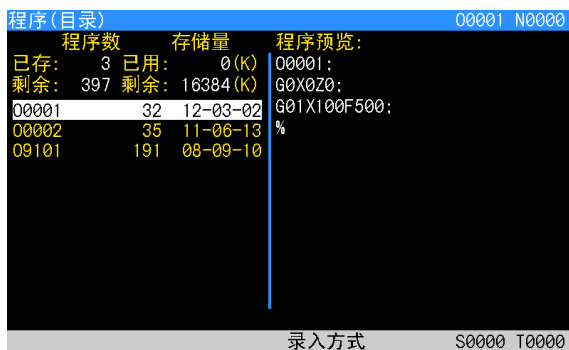 程序(目录) O0001 N0000
程序数 存储量
已存: 3 已用: 0(K)
剩余: 397 剩余: 16384(K)
O0001 32 12-03-02
O0002 35 11-06-13
O9101 191 08-09-10
程序预览:
O0001;
G0X0Z0;
G01X100F500;
%
录入方式 S0000 T0000